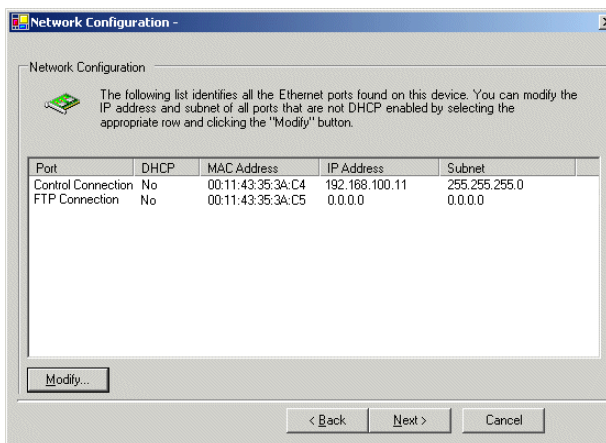 Network Configuration -
Network Configuration
The following list identifies all the Ethernet ports found on this device. You can modify the
IP address and subnet of all ports that are not DHCP enabled by selecting the
appropriate row and clicking the "Modify" button.
Port DHCP MAC Address IP Address Subnet
Control Connection No 00:11:43:35:3A:C4 192.168.100.11 255.255.255.0
FTP Connection No 00:11:43:35:3A:C5 0.0.0.0 0.0.0.0
Modify...
< Back Next > Cancel